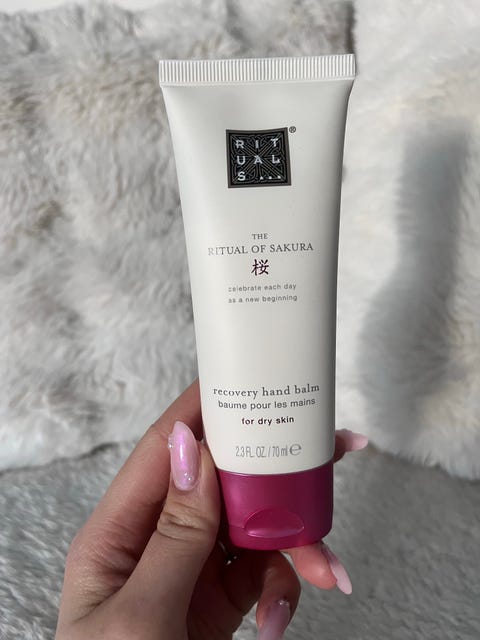 RIT
UAL
S...
®
THE
RITUAL OF SAKURA
桜
celebrate each day
as a new beginning
recovery hand balm
baume pour les mains
for dry skin
2.3 FL. OZ. / 70 ml ℮